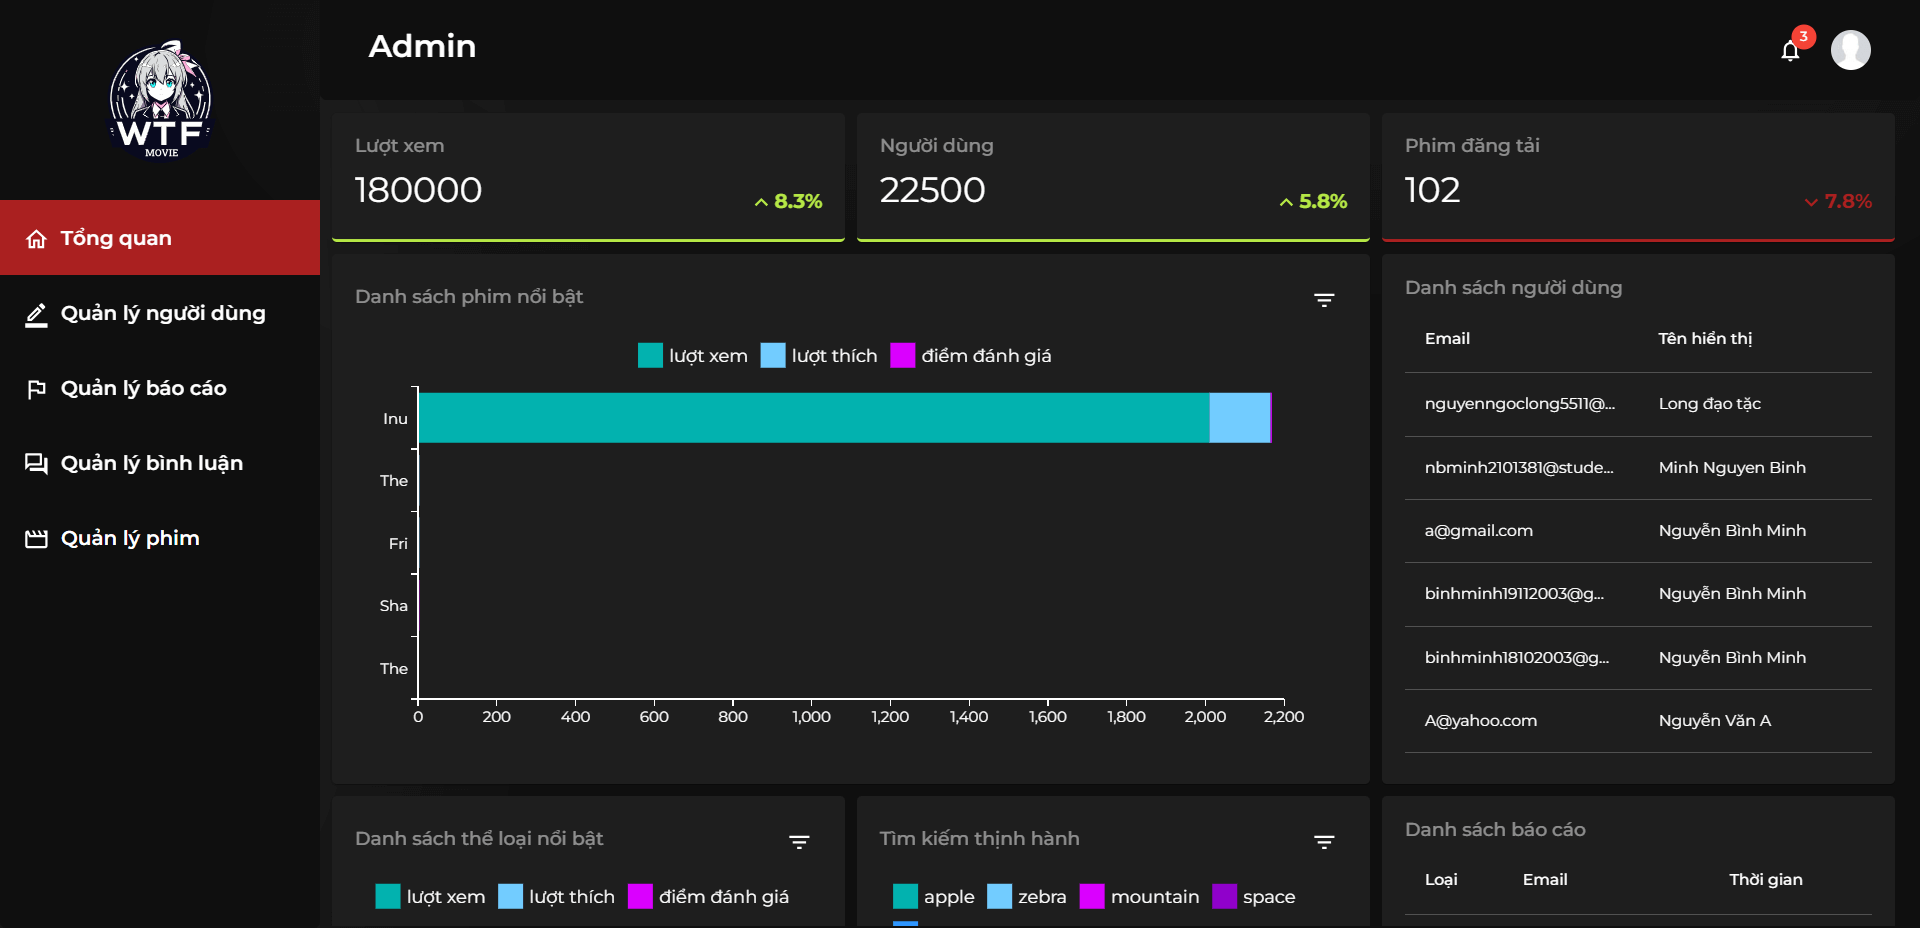 WTF
MOVIE
Admin
3
Tổng quan
Quản lý người dùng
Quản lý báo cáo
Quản lý bình luận
Quản lý phim
Lượt xem
180000
8.3%
Người dùng
22500
5.8%
Phim đăng tải
102
7.8%
Danh sách phim nổi bật
lượt xem lượt thích điểm đánh giá
Inu
The
Fri
Sha
The
0 200 400 600 800 1,000 1,200 1,400 1,600 1,800 2,000 2,200
Danh sách người dùng
Email Tên hiển thị
nguyenngoclong5511@... Long đạo tặc
nbminh2101381@stude... Minh Nguyen Binh
a@gmail.com Nguyễn Bình Minh
binhminh19112003@g... Nguyễn Bình Minh
binhminh18102003@g... Nguyễn Bình Minh
A@yahoo.com Nguyễn Văn A
Danh sách thể loại nổi bật
lượt xem lượt thích điểm đánh giá
Tìm kiếm thịnh hành
apple zebra mountain space
Danh sách báo cáo
Loại Email Thời gian